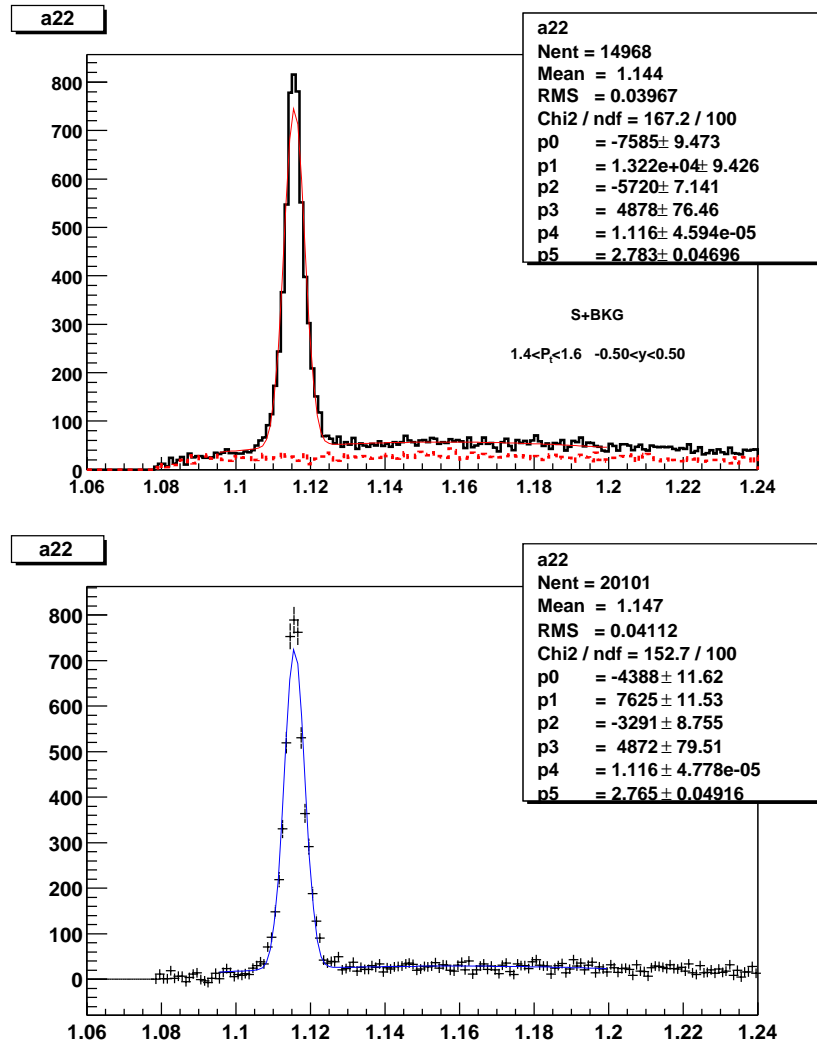 a22
a22
Nent = 14968
Mean = 1.144
RMS = 0.03967
Chi2 / ndf = 167.2 / 100
p0 = -7585 ± 9.473
p1 = 1.322e+04 ± 9.426
p2 = -5720 ± 7.141
p3 = 4878 ± 76.46
p4 = 1.116 ± 4.594e-05
p5 = 2.783 ± 0.04696
800
700
600
500
400
300
200
100
0
S+BKG
1.4<Pt<1.6 -0.50<y<0.50
1.06 1.08 1.1 1.12 1.14 1.16 1.18 1.2 1.22 1.24
a22
a22
Nent = 20101
Mean = 1.147
RMS = 0.04112
Chi2 / ndf = 152.7 / 100
p0 = -4388 ± 11.62
p1 = 7625 ± 11.53
p2 = -3291 ± 8.755
p3 = 4872 ± 79.51
p4 = 1.116 ± 4.778e-05
p5 = 2.765 ± 0.04916
800
700
600
500
400
300
200
100
0
1.06 1.08 1.1 1.12 1.14 1.16 1.18 1.2 1.22 1.24